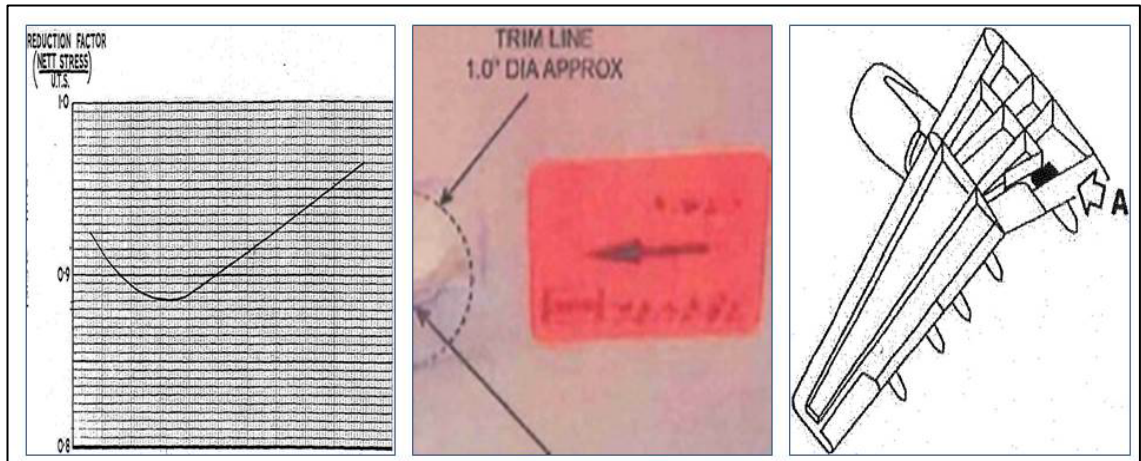 REDUCTION FACTOR
(NETT STRESS
U.T.S.)
1·0
0·9
0·8
TRIM LINE
1.0" DIA APPROX
A